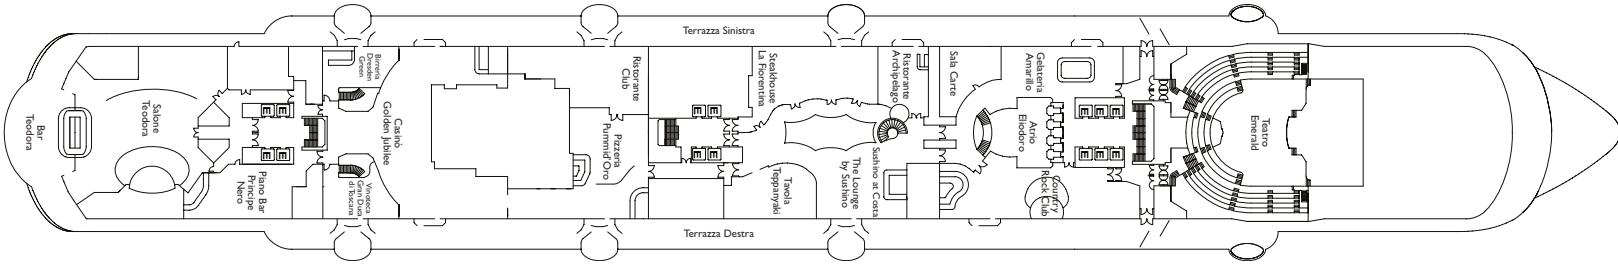 Terrazza Sinistra
Bar
Teodora
Salone
Teodora
Piano Bar
Principe
Nero
Birreria
Dresden
Green
Casinò
Golden Jubilee
Vinoteca
Gran Duca
di Toscana
Ristorante
Club
Pizzeria
Pummid'Oro
Steakhouse
La Fiorentina
Tavola
Teppanyaki
The Lounge
by Sushino
Ristorante
Archipelago
Sushino at Costa
Sala Carte
Gelateria
Amarillo
Atrio
Eliodoro
Country
Rock Club
Teatro
Emerald
E E
E E
E E
E E
E E E
E E E
Terrazza Destra